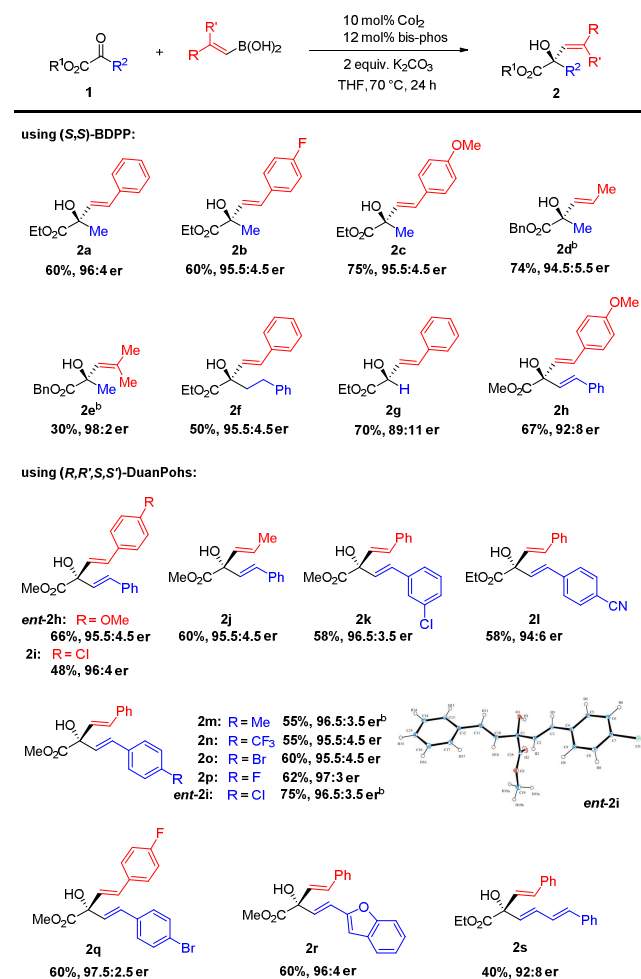 10 mol% CoI2
12 mol% bis-phos
2 equiv. K2CO3
THF, 70 °C, 24 h
R1O2C
O
R2
1
+
R'
R
B(OH)2
HO
R
R1O2C
R2
R'
2
using (S,S)-BDPP:
HO
EtO2C
Me
2a
60%, 96:4 er
F
HO
EtO2C
Me
2b
60%, 95.5:4.5 er
OMe
HO
EtO2C
Me
2c
75%, 95.5:4.5 er
Me
HO
BnO2C
Me
2db
74%, 94.5:5.5 er
HO
Me
BnO2C
Me
Me
2eb
30%, 98:2 er
HO
EtO2C
Ph
2f
50%, 95.5:4.5 er
HO
EtO2C
H
2g
70%, 89:11 er
OMe
HO
MeO2C
Ph
2h
67%, 92:8 er
using (R,R',S,S')-DuanPohs:
R
HO
MeO2C
Ph
ent-2h: R = OMe
66%, 95.5:4.5 er
2i: R = Cl
48%, 96:4 er
Me
HO
MeO2C
Ph
2j
60%, 95.5:4.5 er
Ph
HO
MeO2C
Cl
2k
58%, 96.5:3.5 er
Ph
HO
EtO2C
CN
2l
58%, 94:6 er
Ph
HO
MeO2C
R
2m: R = Me 55%, 96.5:3.5 erb
2n: R = CF3 55%, 95.5:4.5 er
2o: R = Br 60%, 95.5:4.5 er
2p: R = F 62%, 97:3 er
ent-2i: R = Cl 75%, 96.5:3.5 erb
ent-2i
F
HO
MeO2C
Br
2q
60%, 97.5:2.5 er
Ph
HO
MeO2C
O
2r
60%, 96:4 er
Ph
HO
EtO2C
Ph
2s
40%, 92:8 er